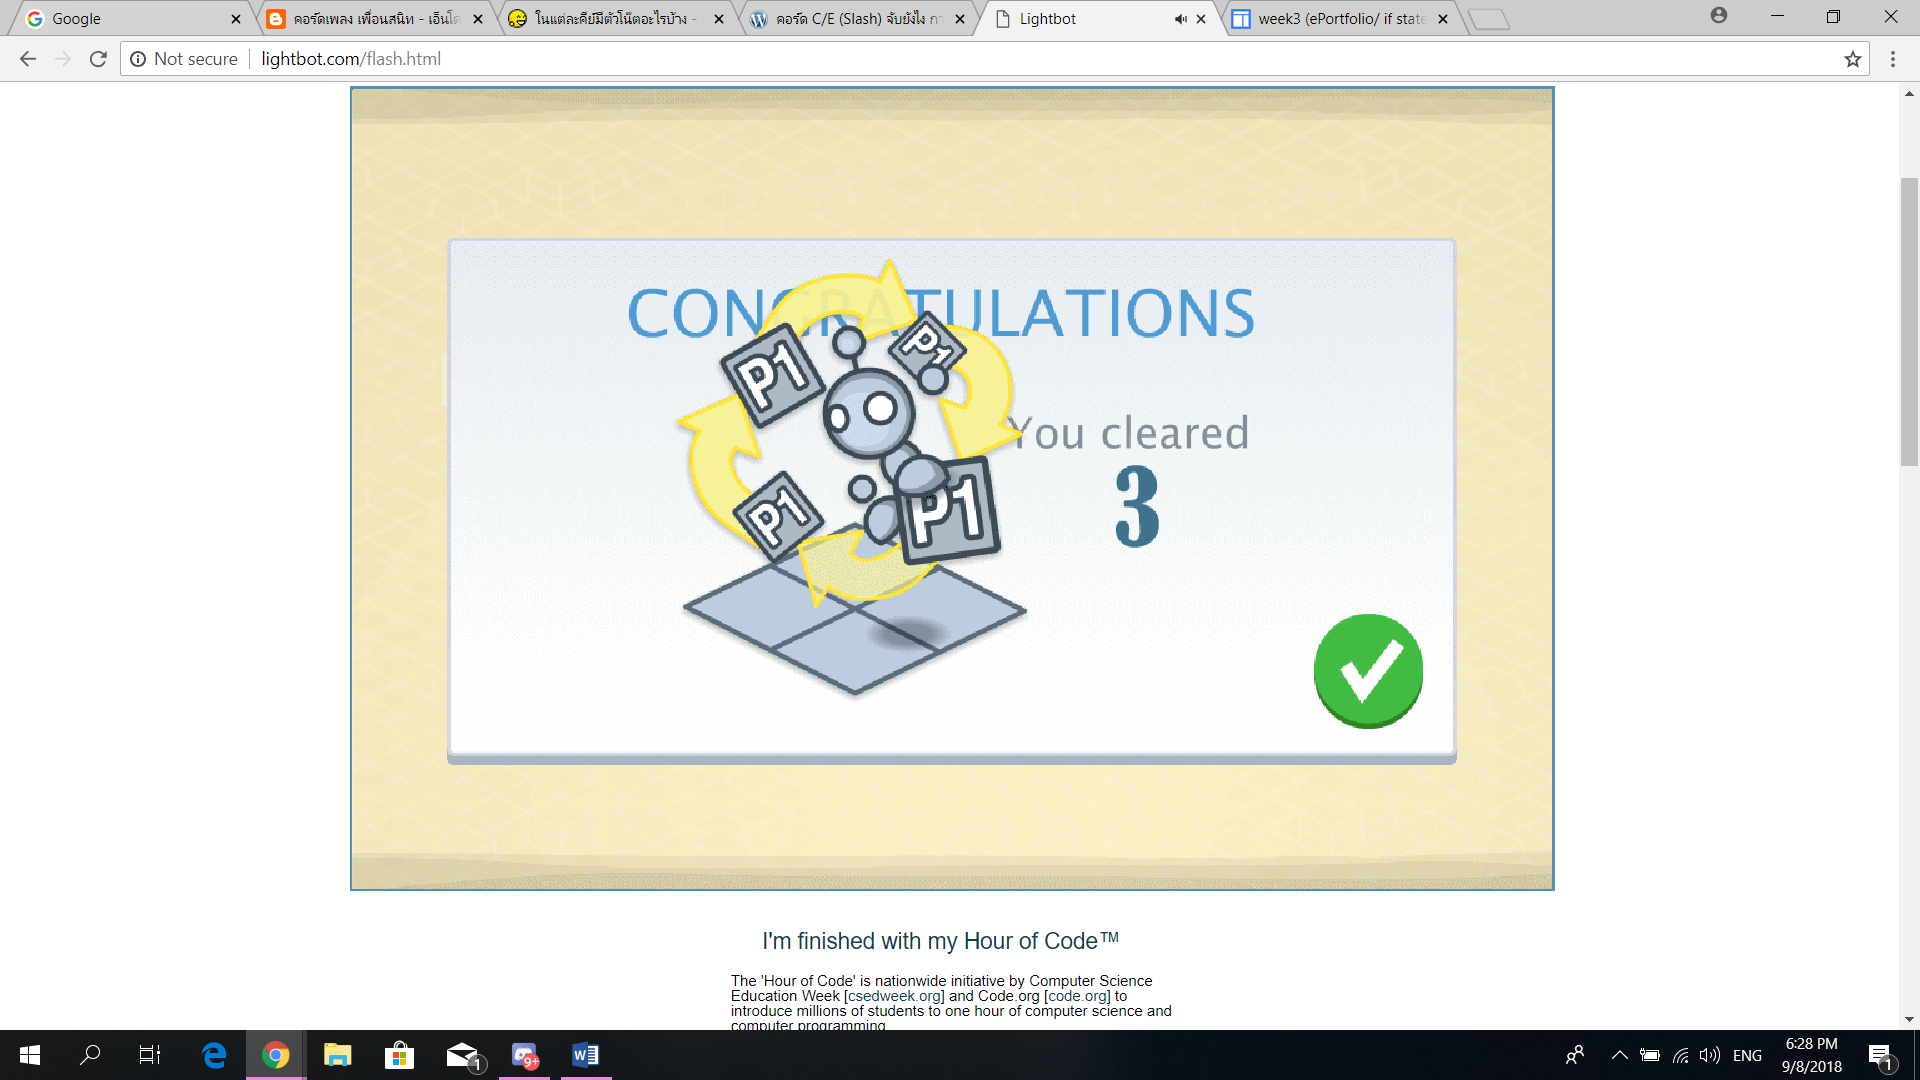 Google
คอร์ดเพลง เพื่อนสนิท - เอ็นโด
ในแต่ละคีย์มีตัวโน๊ตอะไรบ้าง -
คอร์ด C/E (Slash) จับยังไง กา
Lightbot
week3 (ePortfolio/ if state
Not secure
lightbot.com/flash.html
CONGRATULATIONS
P1
P1
You cleared
P1
P1
3
I'm finished with my Hour of Code™
The 'Hour of Code' is nationwide initiative by Computer Science
Education Week [csedweek.org] and Code.org [code.org] to
introduce millions of students to one hour of computer science and
computer programming
1
9+
ENG
6:28 PM
9/8/2018
1